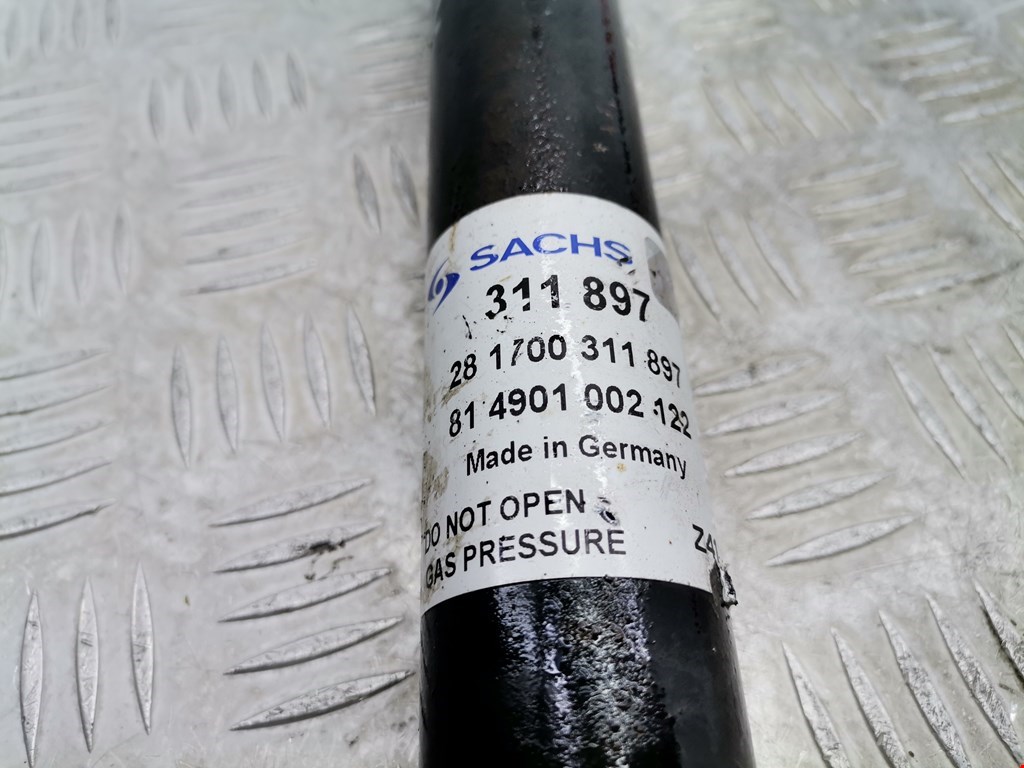 SACHS
311 897
28 1700 311 897
81 4901 002 122
Made in Germany
DO NOT OPEN
GAS PRESSURE